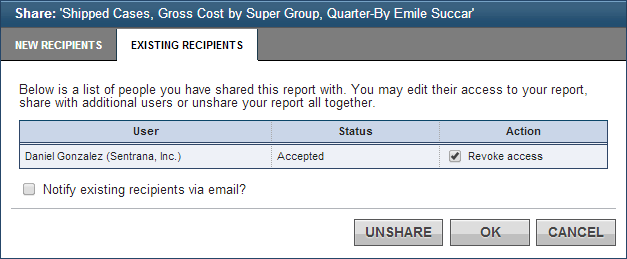 Share: 'Shipped Cases, Gross Cost by Super Group, Quarter-By Emile Succar'
NEW RECIPIENTS EXISTING RECIPIENTS
Below is a list of people you have shared this report with. You may edit their access to your report,
share with additional users or unshare your report all together.
User Status Action
Daniel Gonzalez (Sentrana, Inc.) Accepted Revoke access
Notify existing recipients via email?
UNSHARE OK CANCEL